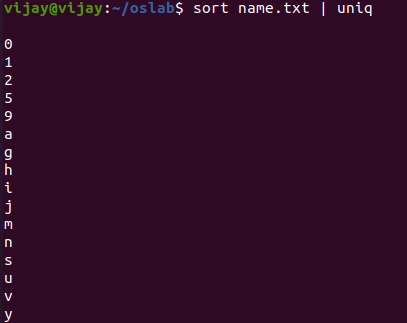 vijay@vijay:~/oslab$ sort name.txt | uniq
0
1
2
5
9
a
g
h
i
j
m
n
s
u
v
y